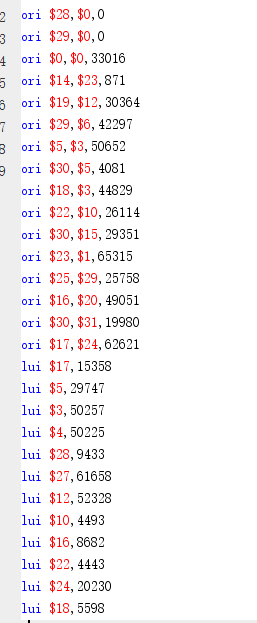 2 ori $28,$0,0
3 ori $29,$0,0
4 ori $0,$0,33016
5 ori $14,$23,871
6 ori $19,$12,30364
7 ori $29,$6,42297
8 ori $5,$3,50652
9 ori $30,$5,4081
ori $18,$3,44829
ori $22,$10,26114
ori $30,$15,29351
ori $23,$1,65315
ori $25,$29,25758
ori $16,$20,49051
ori $30,$31,19980
ori $17,$24,62621
lui $17,15358
lui $5,29747
lui $3,50257
lui $4,50225
lui $28,9433
lui $27,61658
lui $12,52328
lui $10,4493
lui $16,8682
lui $22,4443
lui $24,20230
lui $18,5598